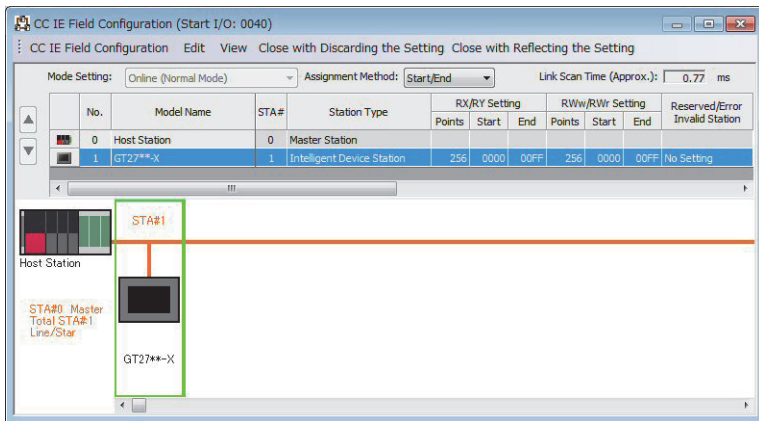 CC IE Field Configuration (Start I/O: 0040)
CC IE Field Configuration Edit View Close with Discarding the Setting Close with Reflecting the Setting
Mode Setting: Online (Normal Mode) Assignment Method: Start/End Link Scan Time (Approx.): 0.77 ms
No. Model Name STA# Station Type RX/RY Setting RWw/RWr Setting Reserved/Error Invalid Station
Points Start End Points Start End
0 Host Station 0 Master Station
1 GT27**-X 1 Intelligent Device Station 256 0000 00FF 256 0000 00FF No Setting
STA#1
Host Station
STA#0 Master
Total STA#1
Line/Star
GT27**-X